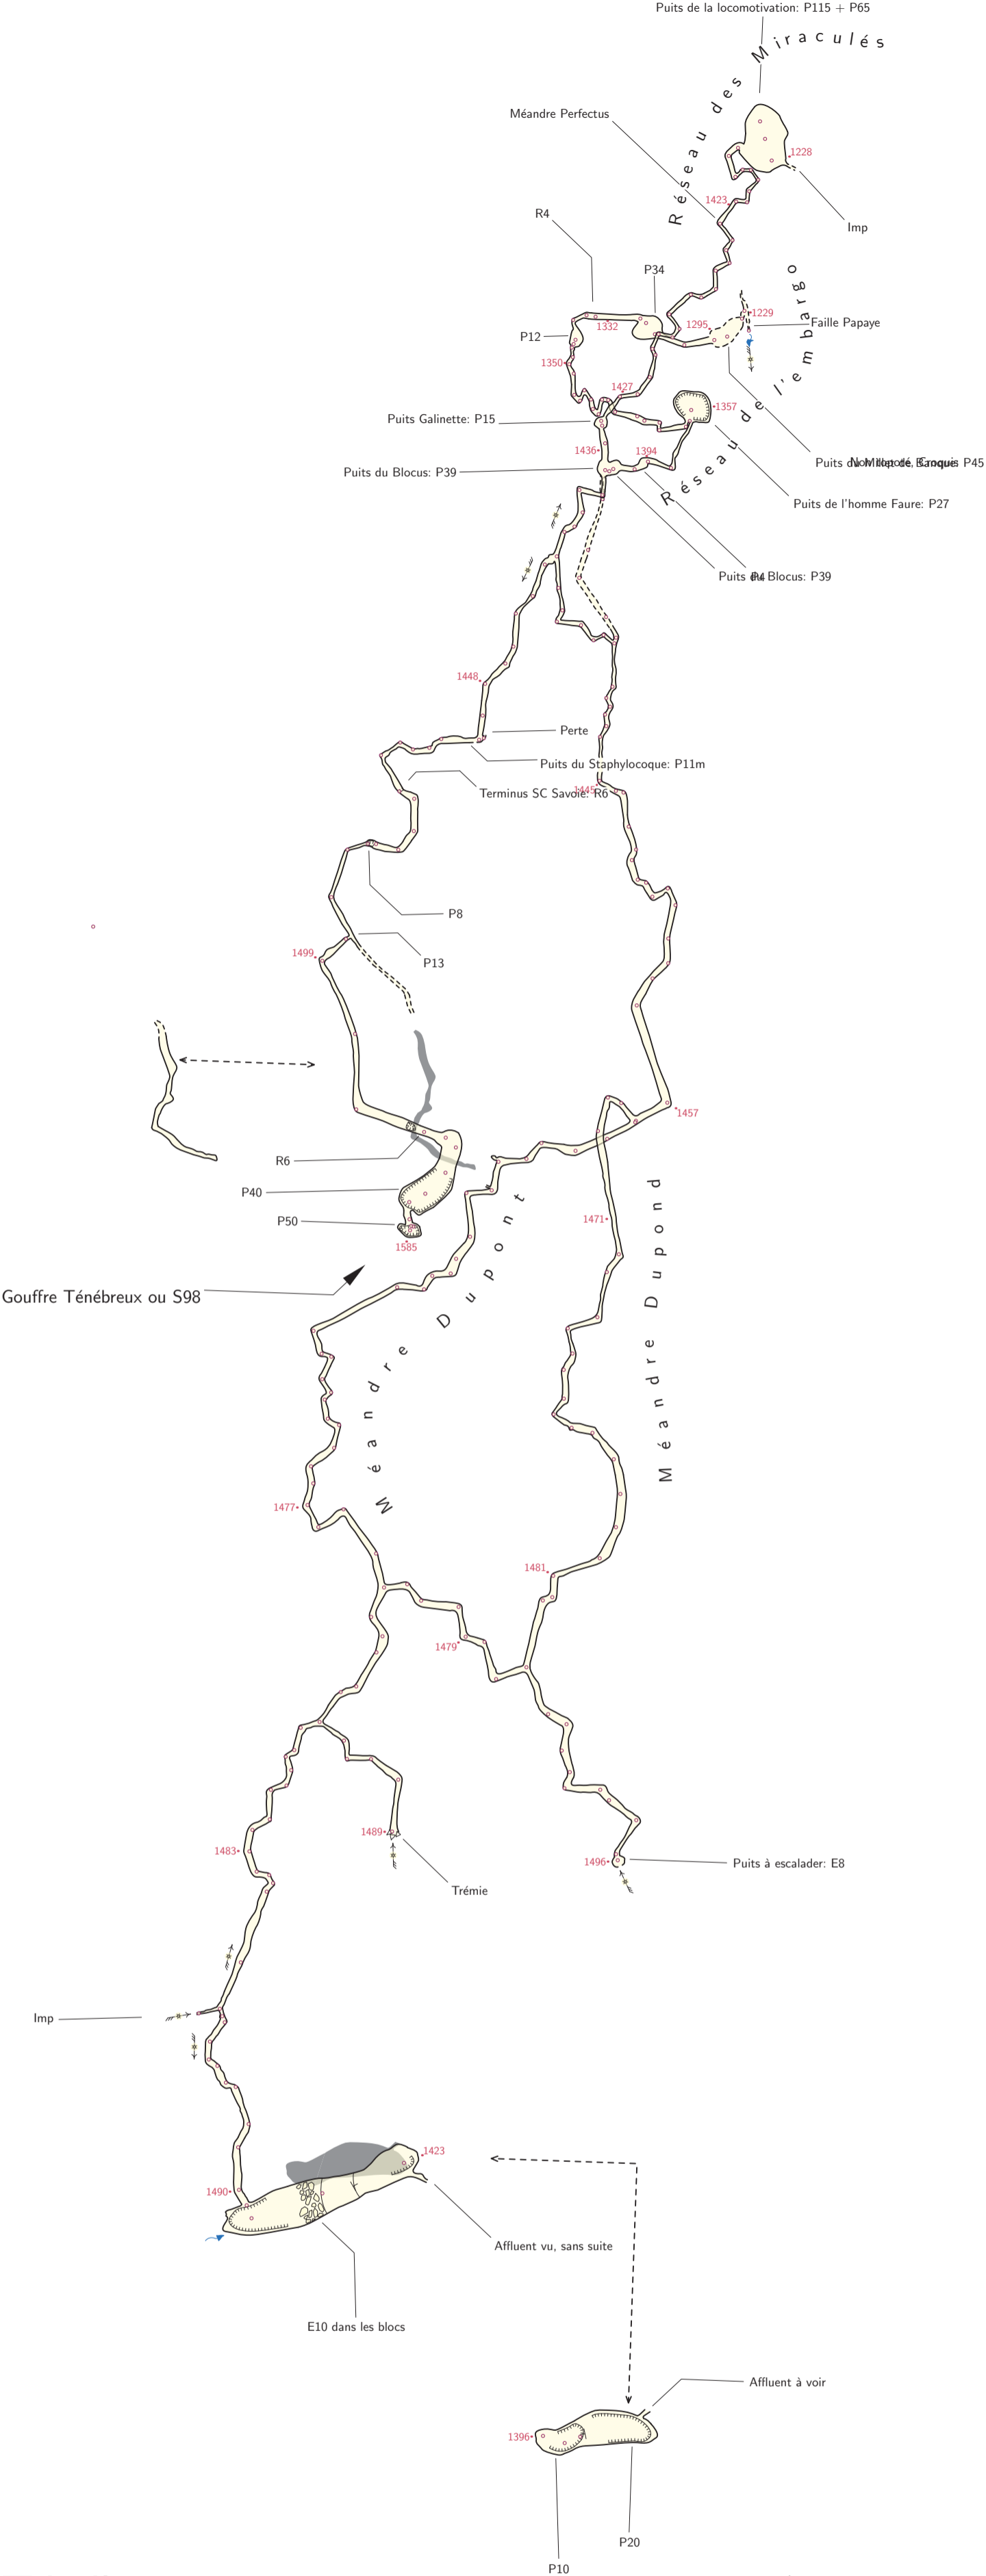 Puits de la locomotivation: P115 + P65
Réseau des Miraculés
Méandre Perfectus
1228
1423
R4
Imp
P34
1229
1295
Faille Papaye
1332
P12
1350
1427
1357
Réseau de l'embargo
Puits Galinette: P15
1436
1394
Puits du
P45
Puits du Blocus: P39
Puits de l'homme Faure: P27
Puits du Blocus: P39
P4
1448
Perte
Puits du Staphylocoque: P11m
1445
Terminus SC Savoie: R6
P8
1499
P13
1457
R6
P40
1471
P50
1585
Gouffre Ténébreux ou S98
Méandre Dupont
Méandre Dupond
1477
1481
1479
1489
1483
1496
Puits à escalader: E8
Trémie
Imp
1423
1490
Affluent vu, sans suite
E10 dans les blocs
Affluent à voir
1396
P20
P10